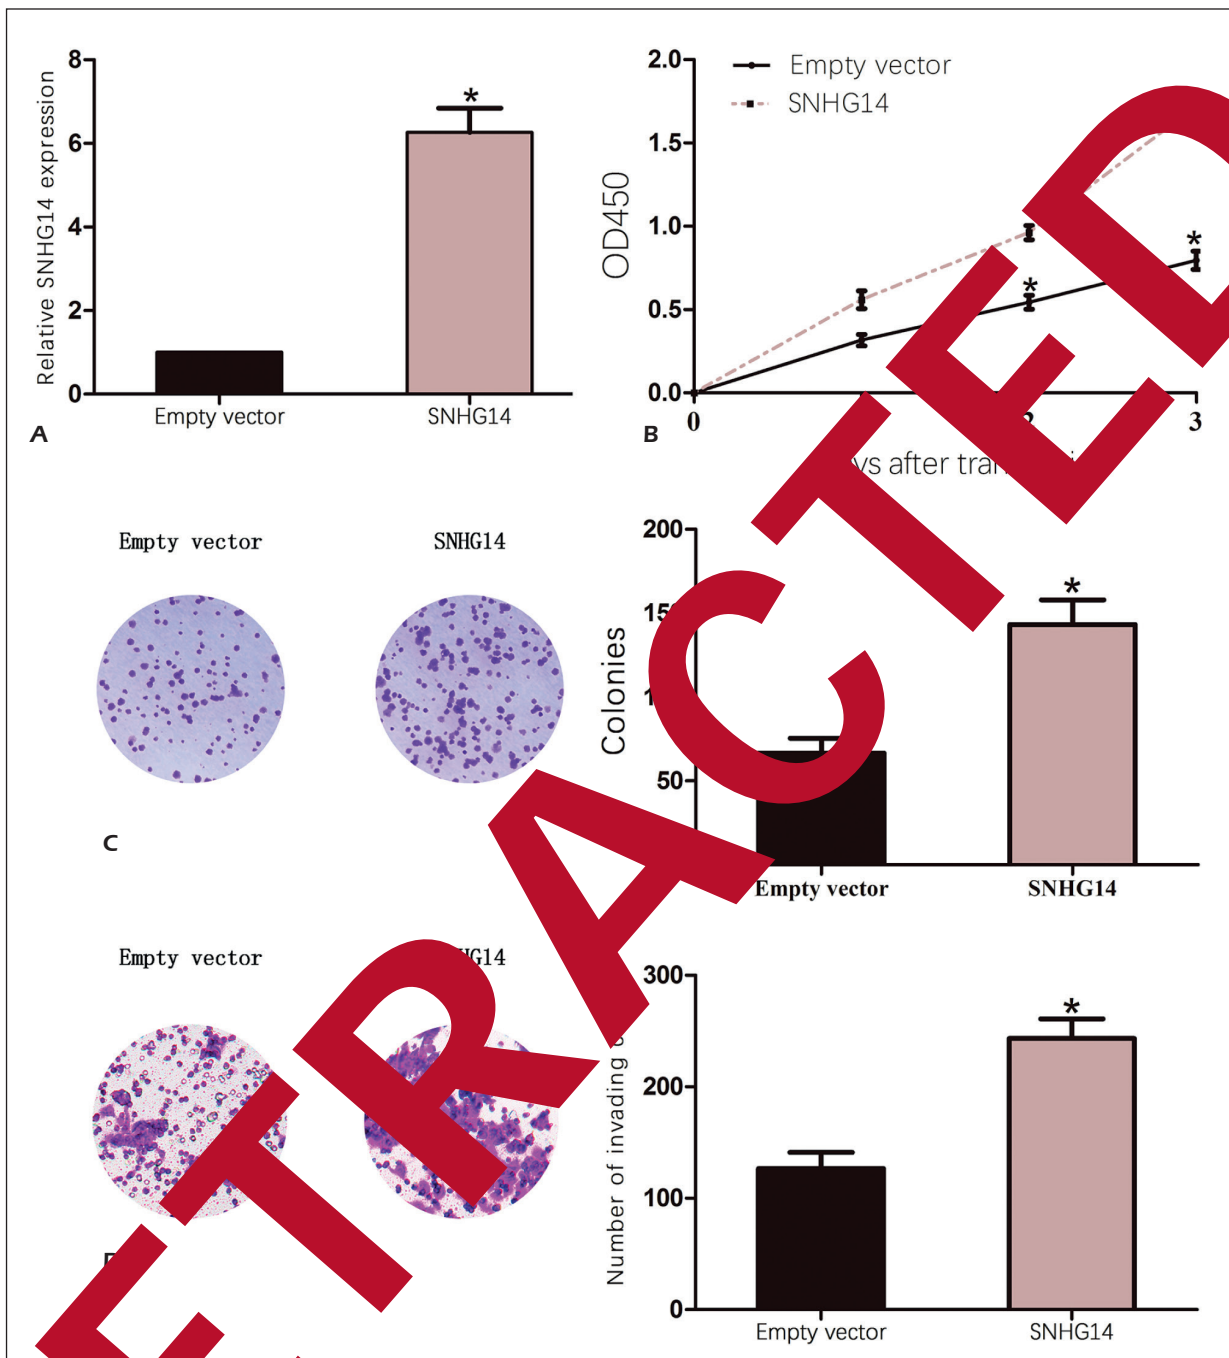 8
6
4
2
0
Relative SNHG14 expression
*
Empty vector
SNHG14
A
2.0
1.5
1.0
0.5
0.0
OD450
Empty vector
SNHG14
*
*
0
3
after
B
Empty vector
SNHG14
C
200
50
Colonies
*
Empty vector
SNHG14
Empty vector
300
200
100
0
Number of invading
*
Empty vector
SNHG14
ETRACTED